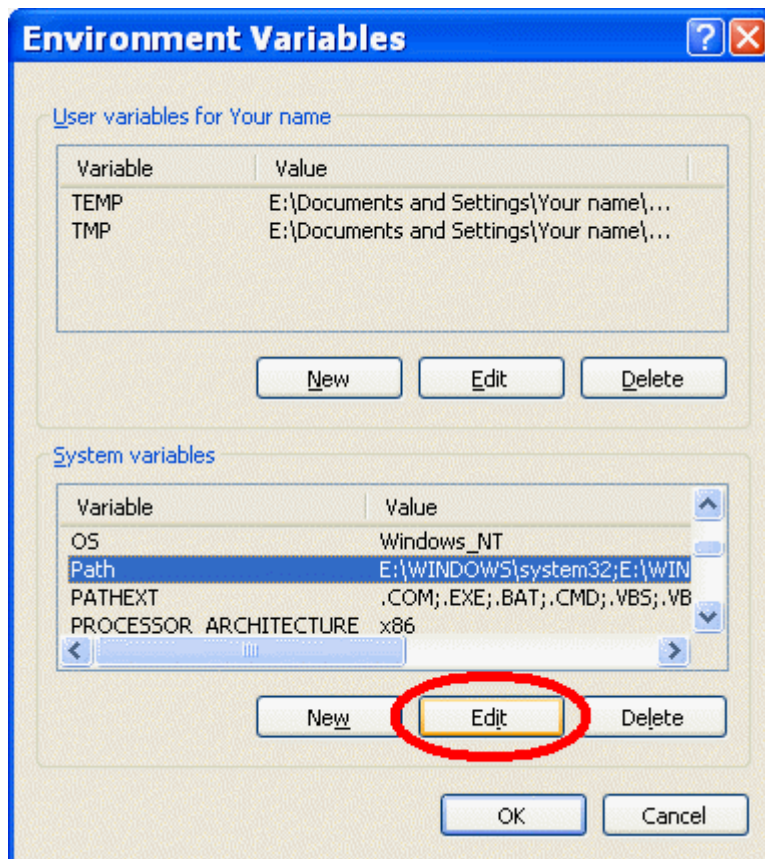 Environment Variables
User variables for Your name
Variable Value
TEMP E:\Documents and Settings\Your name\...
TMP E:\Documents and Settings\Your name\...
New Edit Delete
System variables
Variable Value
OS Windows_NT
Path E:\WINDOWS\system32;E:\WIN
PATHEXT .COM;.EXE;.BAT;.CMD;.VBS;.VB
PROCESSOR_ARCHITECTURE x86
New Edit Delete
OK Cancel